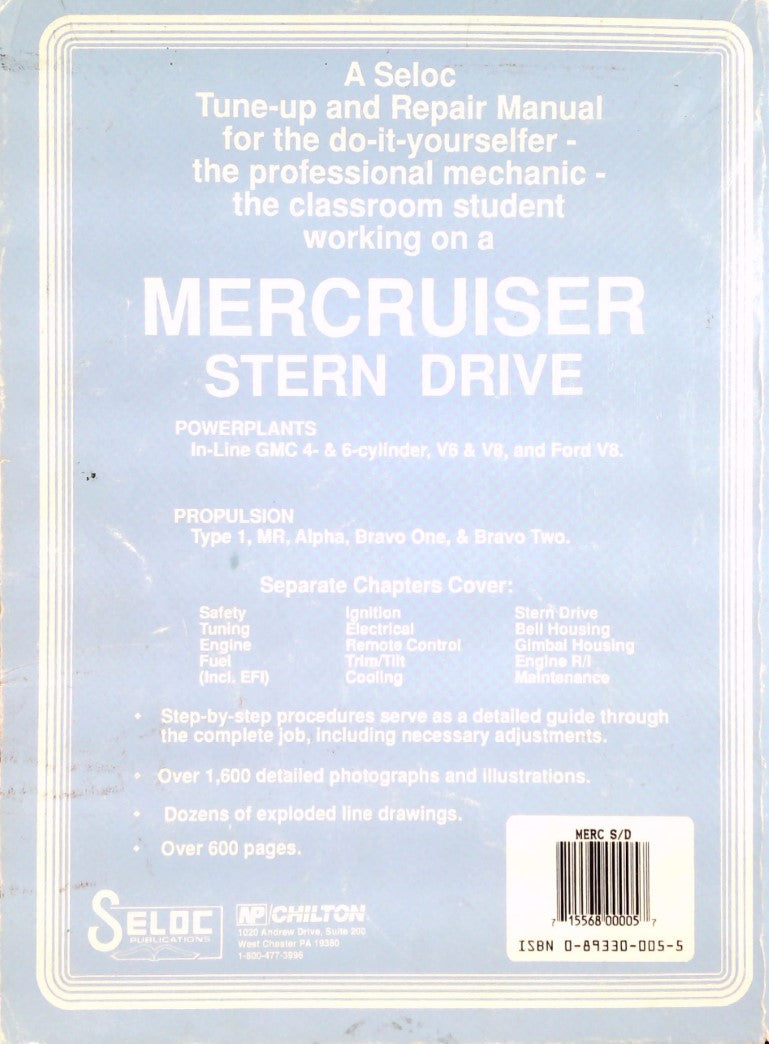 A Seloc
Tune-up and Repair Manual
for the do-it-yourselfer -
the professional mechanic -
the classroom student
working on a
MERCRUISER
STERN DRIVE
POWERPLANTS
In-Line GMC 4- & 6-cylinder, V6 & V8, and Ford V8.
PROPULSION
Type 1, MR, Alpha, Bravo One, & Bravo Two.
Separate Chapters Cover:
Safety
Tuning
Engine
Fuel
(Incl. EFI)
Ignition
Electrical
Remote Control
Trim/Tilt
Cooling
Stern Drive
Bell Housing
Gimbal Housing
Engine R/I
Maintenance
• Step-by-step procedures serve as a detailed guide through
the complete job, including necessary adjustments.
• Over 1,600 detailed photographs and illustrations.
• Dozens of exploded line drawings.
• Over 600 pages.
SELOC
PUBLICATIONS
NP/CHILTON
1020 Andrew Drive, Suite 200
West Chester PA 19380
1-800-477-3996
MERC S/D
7 15568 00005 7
ISBN 0-89330-005-5